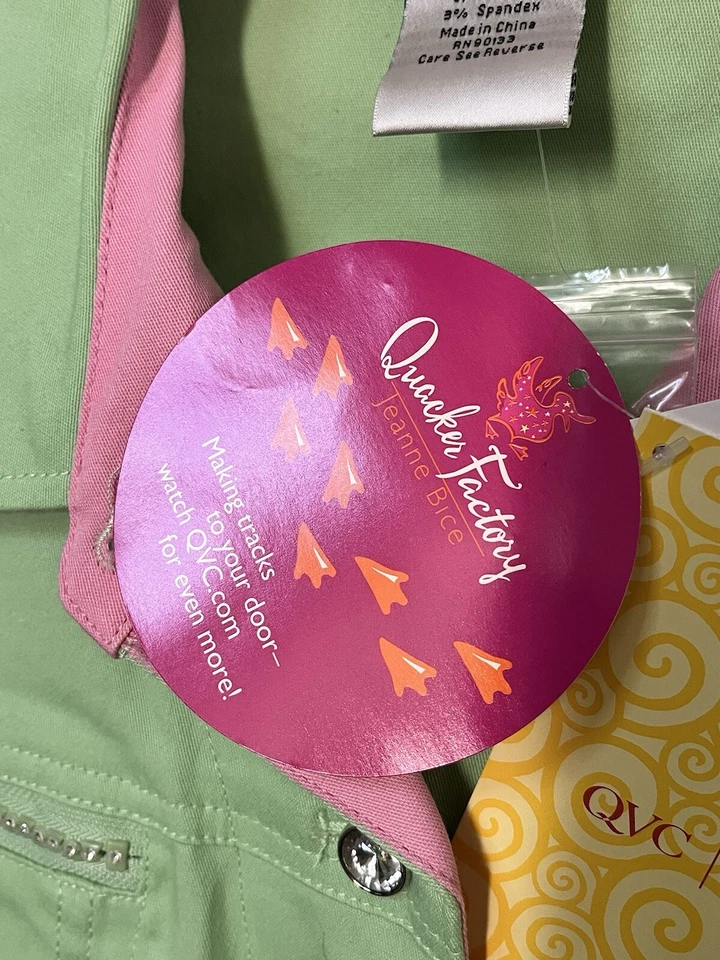 3% Spandex
Made in China
RN90133
Care See Reverse
Quacker Factory
Jeanne Bice
Making tracks
to your door–
watch QVC.com
for even more!
QVC